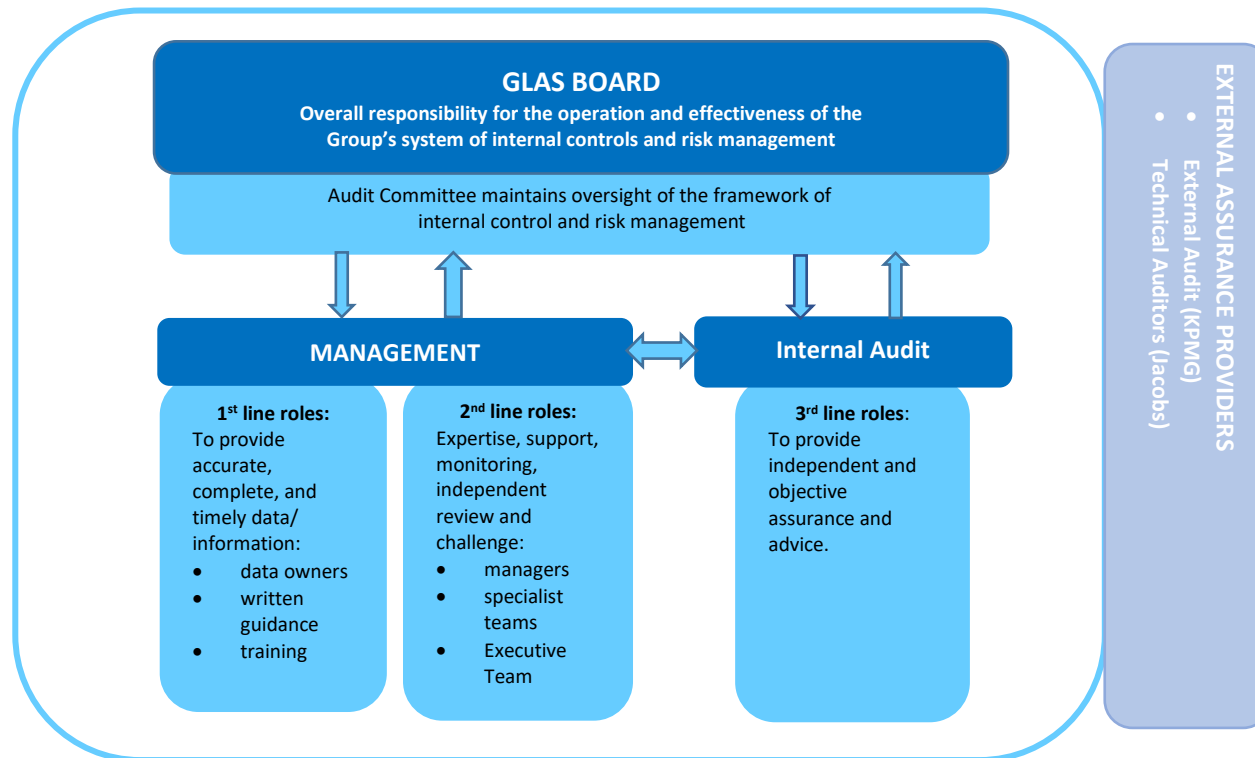 GLAS BOARD
Overall responsibility for the operation and effectiveness of the
Group's system of internal controls and risk management
Audit Committee maintains oversight of the framework of
internal control and risk management
MANAGEMENT
Internal Audit
1st line roles:
To provide
accurate,
complete, and
timely data/
information:
• data owners
• written
guidance
• training
2nd line roles:
Expertise, support,
monitoring,
independent
review and
challenge:
• managers
• specialist
teams
• Executive
Team
3rd line roles:
To provide
independent and
objective
assurance and
advice.
EXTERNAL ASSURANCE PROVIDERS
• External Audit (KPMG)
• Technical Auditors (Jacobs)